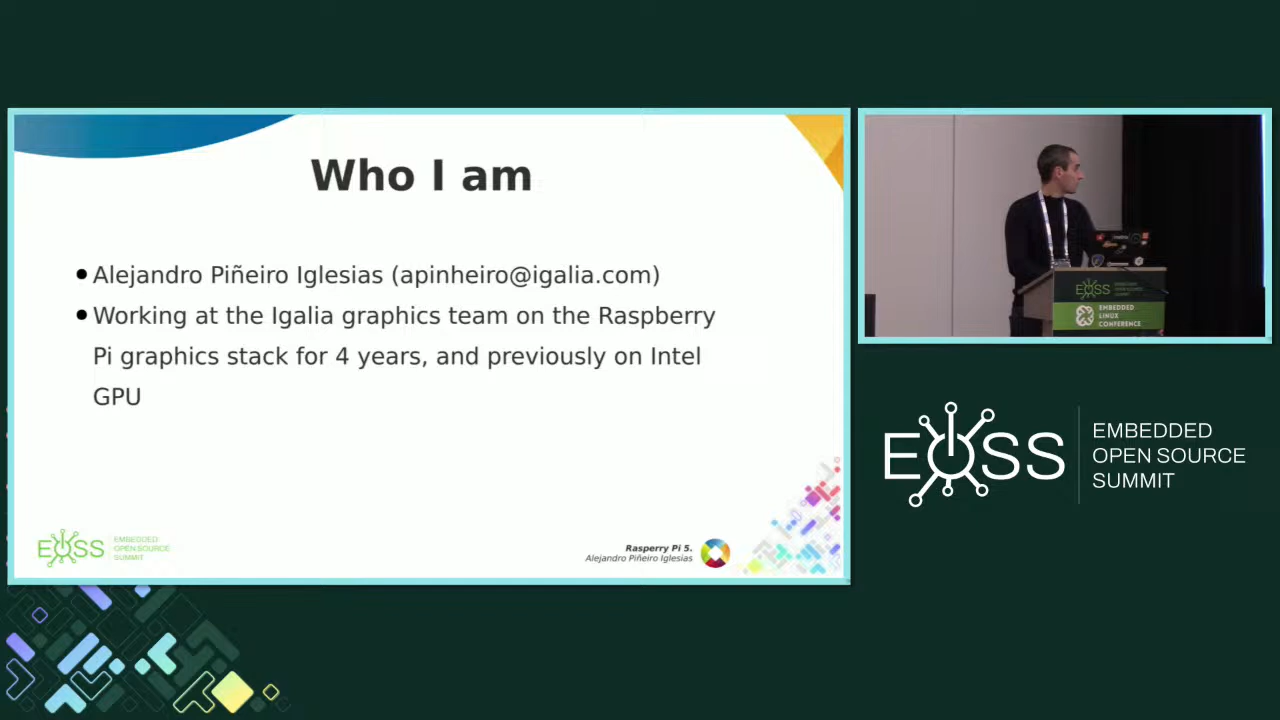 Who I am
Alejandro Piñeiro Iglesias (apinheiro@igalia.com)
Working at the Igalia graphics team on the Raspberry
Pi graphics stack for 4 years, and previously on Intel
GPU
EOSS
EMBEDDED
OPEN SOURCE
SUMMIT
Rasperry Pi 5.
Alejandro Piñeiro Iglesias
EOSS
EMBEDDED
LINUX
CONFERENCE
EOSS
EMBEDDED
OPEN SOURCE
SUMMIT